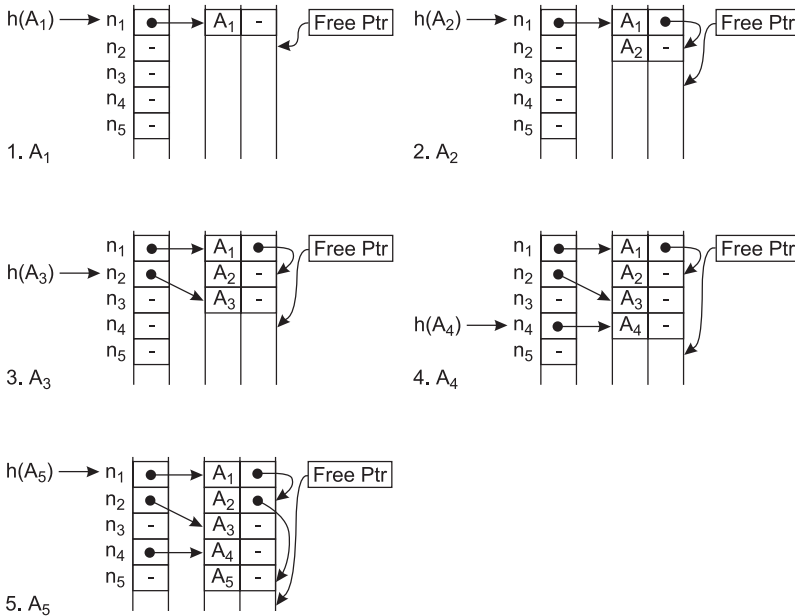 h(A₁) n₁ A₁ - Free Ptr
n₂ -
n₃ -
n₄ -
n₅ -
1. A₁
h(A₂) n₁ A₁ Free Ptr
n₂ - A₂ -
n₃ -
n₄ -
n₅ -
2. A₂
n₁ A₁ Free Ptr
h(A₃) n₂ A₂ -
n₃ - A₃ -
n₄ -
n₅ -
3. A₃
n₁ A₁ Free Ptr
n₂ A₂ -
n₃ - A₃ -
h(A₄) n₄ A₄ -
n₅ -
4. A₄
h(A₅) n₁ A₁ Free Ptr
n₂ A₂
n₃ - A₃ -
n₄ A₄ -
n₅ - A₅ -
5. A₅